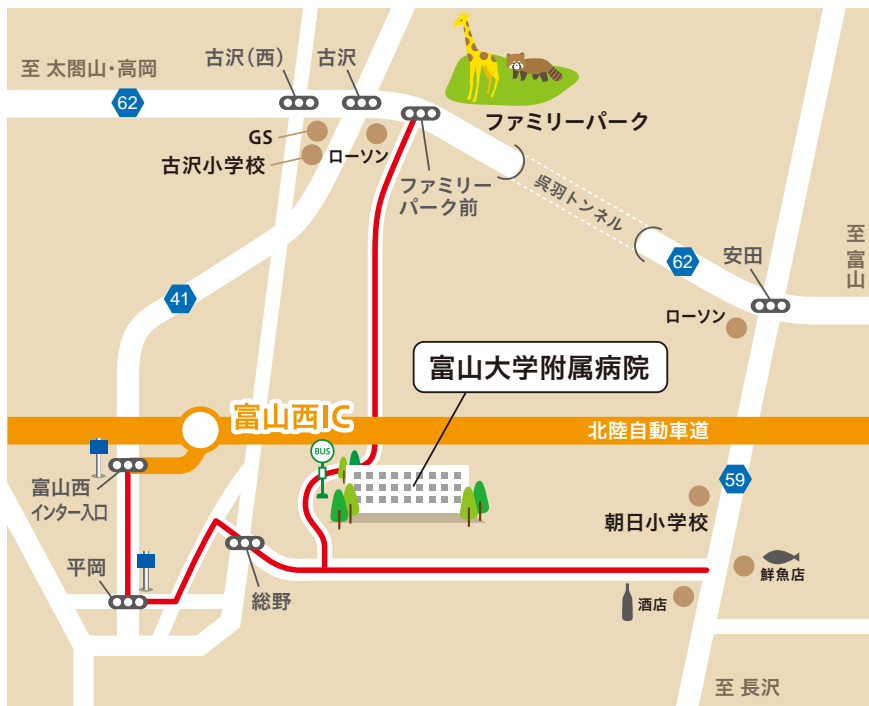 古沢（西）
古沢
至 太閤山・高岡
62
GS
古沢小学校
ローソン
ファミリーパーク
ファミリー
パーク前
呉羽トンネル
62
安田
至富山
ローソン
41
富山大学附属病院
富山西IC
北陸自動車道
BUS
富山西
インター入口
59
朝日小学校
平岡
総野
鮮魚店
酒店
至 長沢